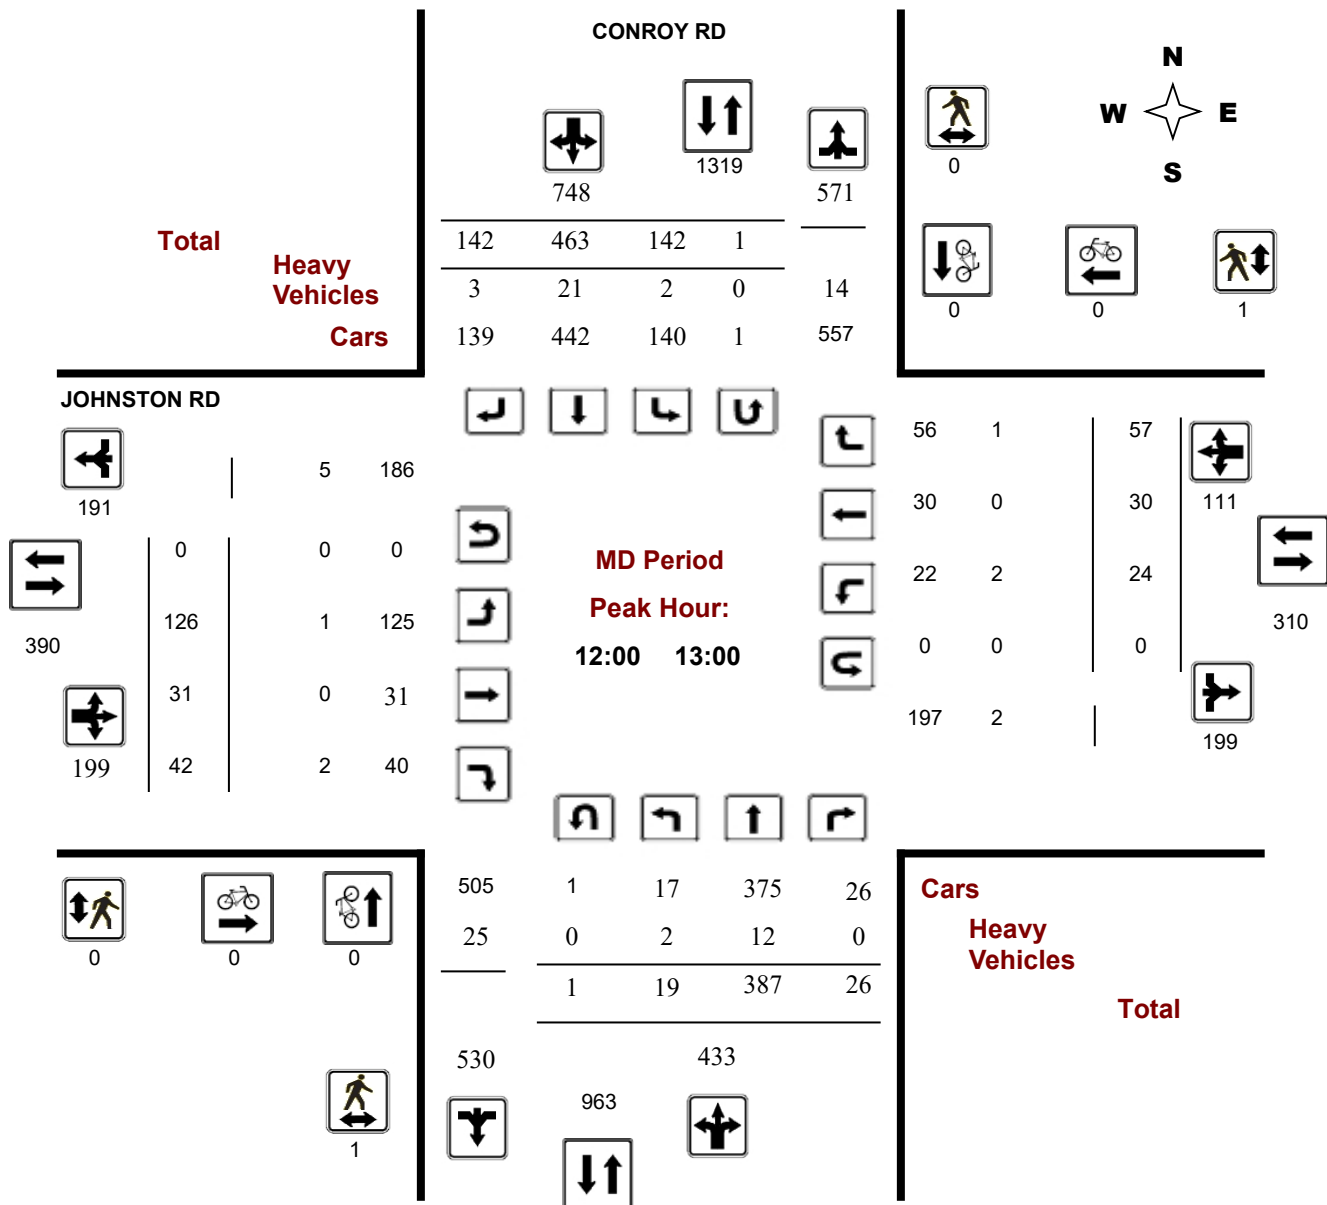 CONROY RD
N
W E
S
1319
0
748
571
Total
142 463 142 1
Heavy
Vehicles
3 21 2 0 14
0 0 1
Cars
139 442 140 1 557
JOHNSTON RD
56 1 57
5 186
191
30 0 30 111
0 0 0
MD Period
22 2 24
Peak Hour:
126 1 125
310
390
12:00 13:00
0 0 0
31 0 31
197 2
199
199 42 2 40
505 1 17 375 26
Cars
25 0 2 12 0
Heavy
Vehicles
0 0 0
1 19 387 26
Total
530 433
963
1